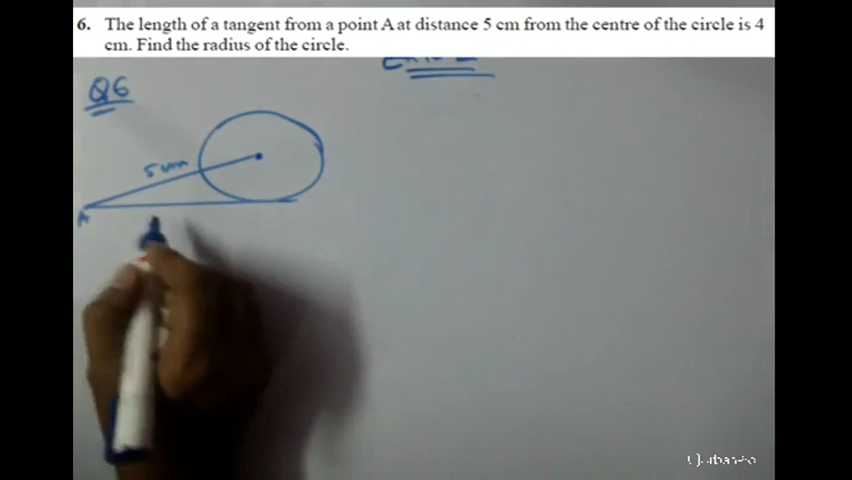 6. The length of a tangent from a point A at distance 5 cm from the centre of the circle is 4
cm. Find the radius of the circle.
Q6
5 cm
A